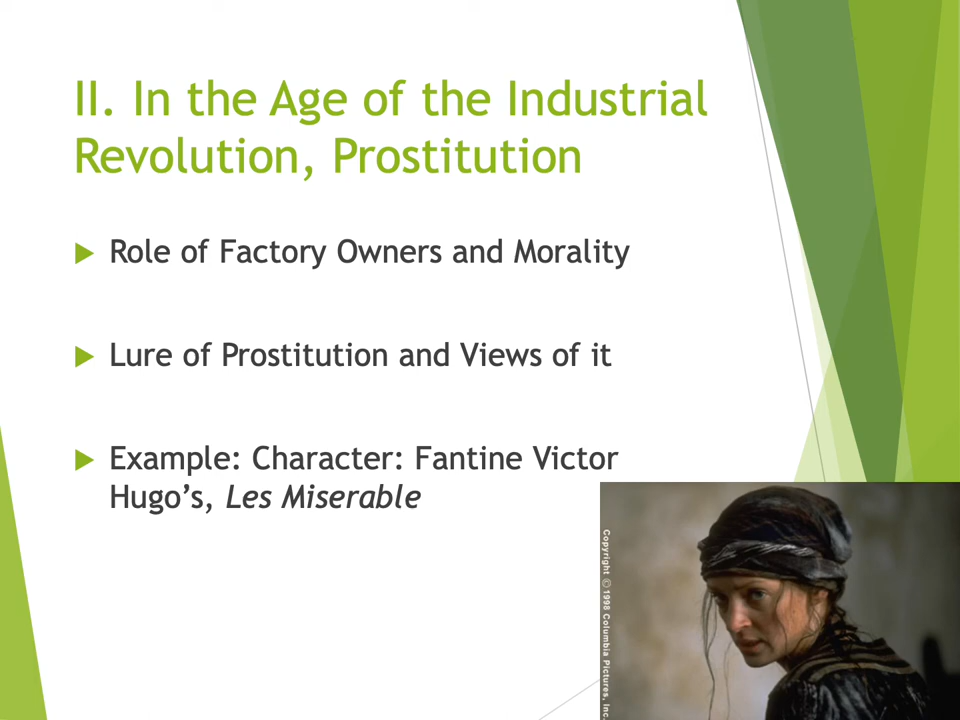 II. In the Age of the Industrial
Revolution, Prostitution
Role of Factory Owners and Morality
Lure of Prostitution and Views of it
Example: Character: Fantine Victor
Hugo’s, Les Miserable
Copyright © 1998 Columbia Pictures, Inc.